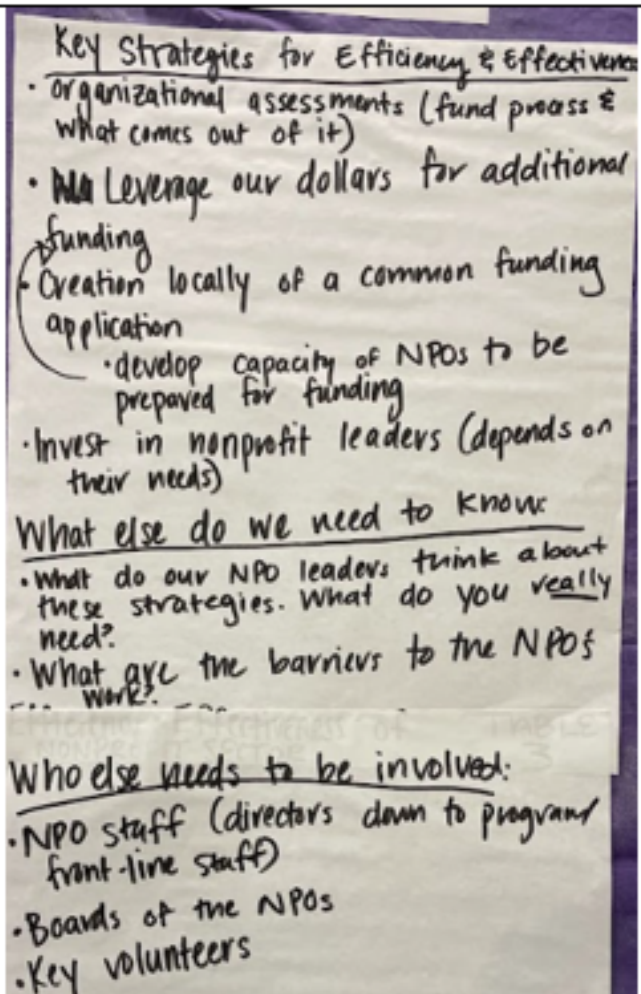 Key Strategies for Efficiency & Effectiveness
• Organizational assessments (fund process &
what comes out of it)
• Leverage our dollars for additional
funding
• Creation locally of a common funding
application
• develop capacity of NPOs to be
prepared for funding
• Invest in nonprofit leaders (depends on
their needs)
What else do we need to know:
• What do our NPO leaders think about
these strategies. What do you really
need?
• What are the barriers to the NPOs
work?
TABLE
3
Who else needs to be involved:
• NPO staff (directors down to program/
front-line staff)
• Boards of the NPOs
• Key volunteers